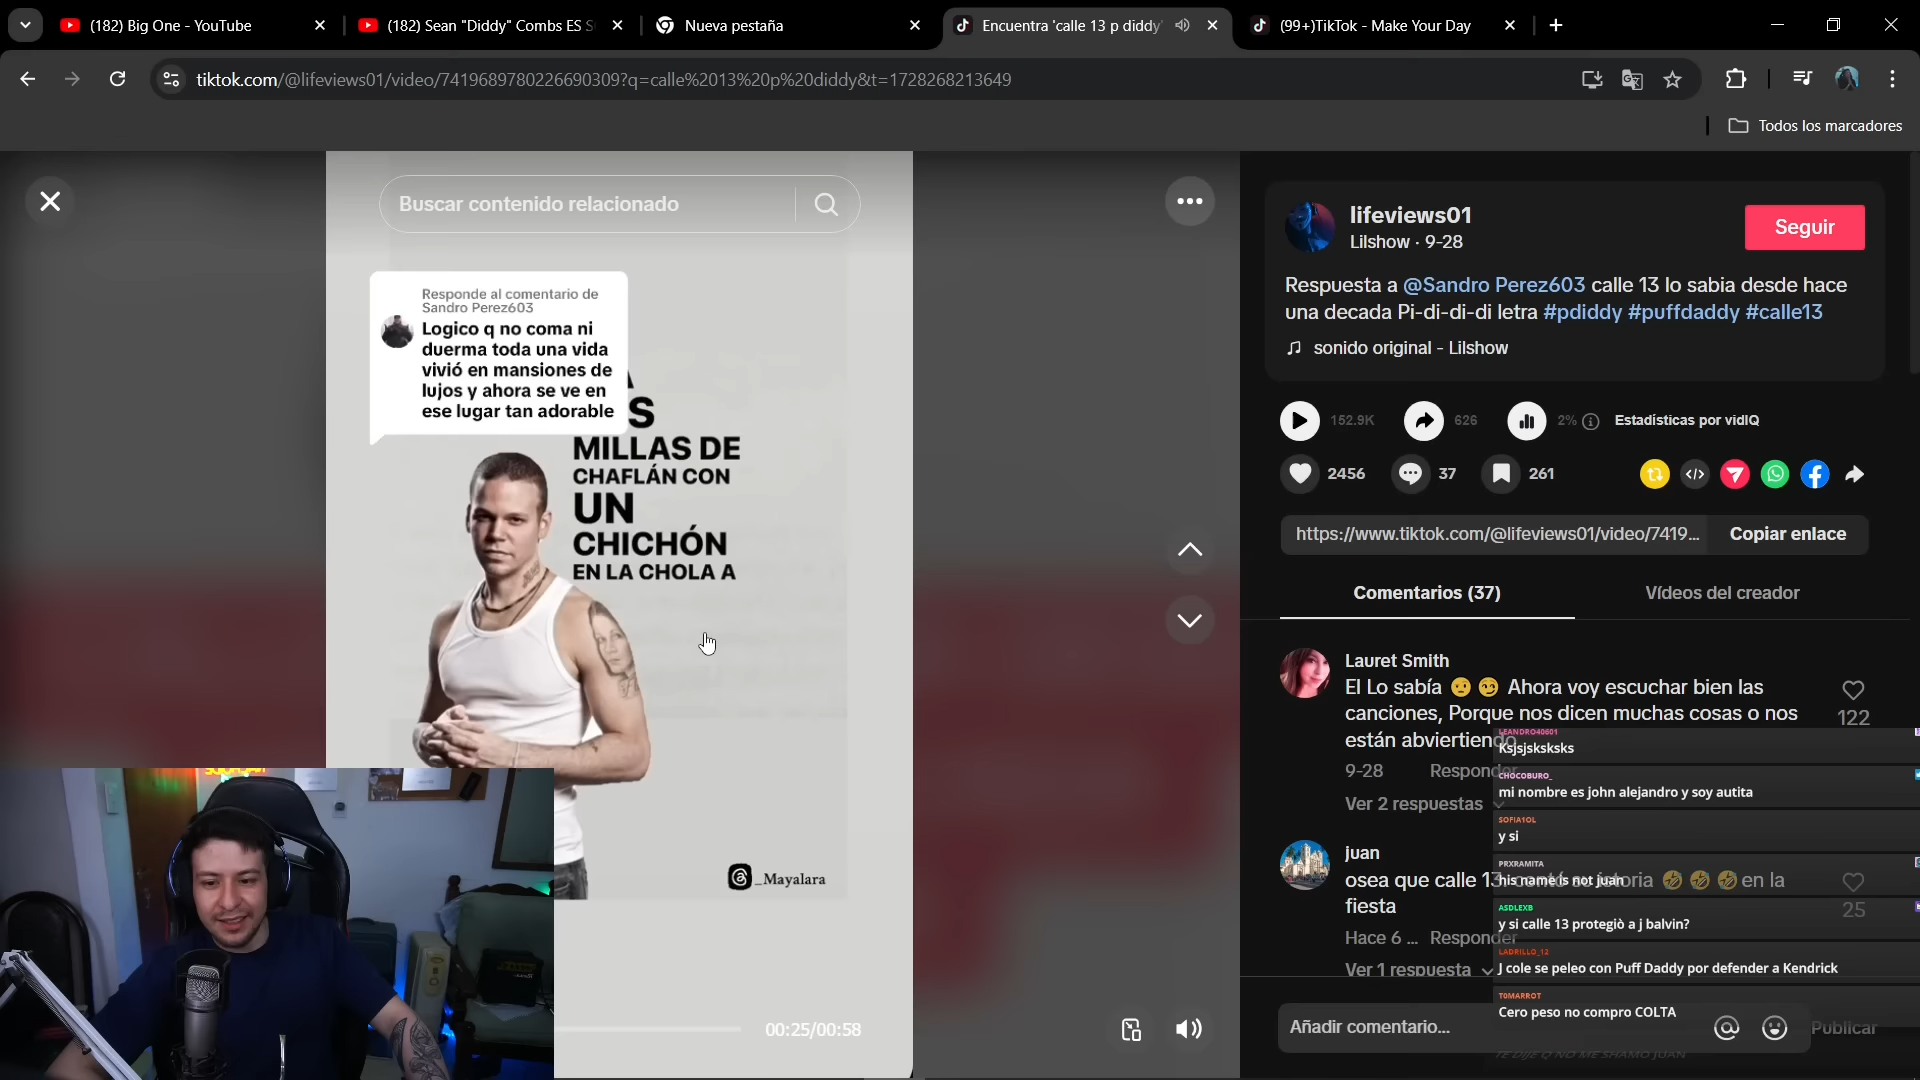 (182) Big One - YouTube
(182) Sean "Diddy" Combs ES S
Nueva pestaña
Encuentra 'calle 13 p diddy'
(99+)TikTok - Make Your Day
tiktok.com/@lifeviews01/video/7419689780226690309?q=calle%2013%20p%20diddy&t=1728268213649
Todos los marcadores
Buscar contenido relacionado
Responde al comentario de
Sandro Perez603
Logico q no coma ni
duerma toda una vida
vivió en mansiones de
lujos y ahora se ve en
ese lugar tan adorable
MILLAS DE
CHAFLÁN CON
UN
CHICHÓN
EN LA CHOLA A
_Mayalara
00:25/00:58
lifeviews01
Lilshow · 9-28
Seguir
Respuesta a @Sandro Perez603 calle 13 lo sabia desde hace
una decada Pi-di-di-di letra #pdiddy #puffdaddy #calle13
sonido original - Lilshow
152.9K
626
2%
Estadísticas por vidIQ
2456
37
261
https://www.tiktok.com/@lifeviews01/video/7419...
Copiar enlace
Comentarios (37)
Vídeos del creador
Lauret Smith
El Lo sabía 😟 😏 Ahora voy escuchar bien las
canciones, Porque nos dicen muchas cosas o nos
están abviertiendo
122
9-28
Responder
Ver 2 respuestas
juan
osea que calle 13
🤣 🤣 🤣 en la
fiesta
25
Hace 6 ...
Responder
Ver 1 respuesta
LEANDRO40601
Ksjsjsksksks
CHOCOBURO_
mi nombre es john alejandro y soy autita
SOFIA1OL
y si
PRXRAMITA
his name is not juan
ASDLEXB
y si calle 13 protegiò a j balvin?
LADRILLO_12
J cole se peleo con Puff Daddy por defender a Kendrick
T0MARROT
Cero peso no compro COLTA
TE DIJE Q NO ME SHAMO JUAN
Añadir comentario...
Publicar